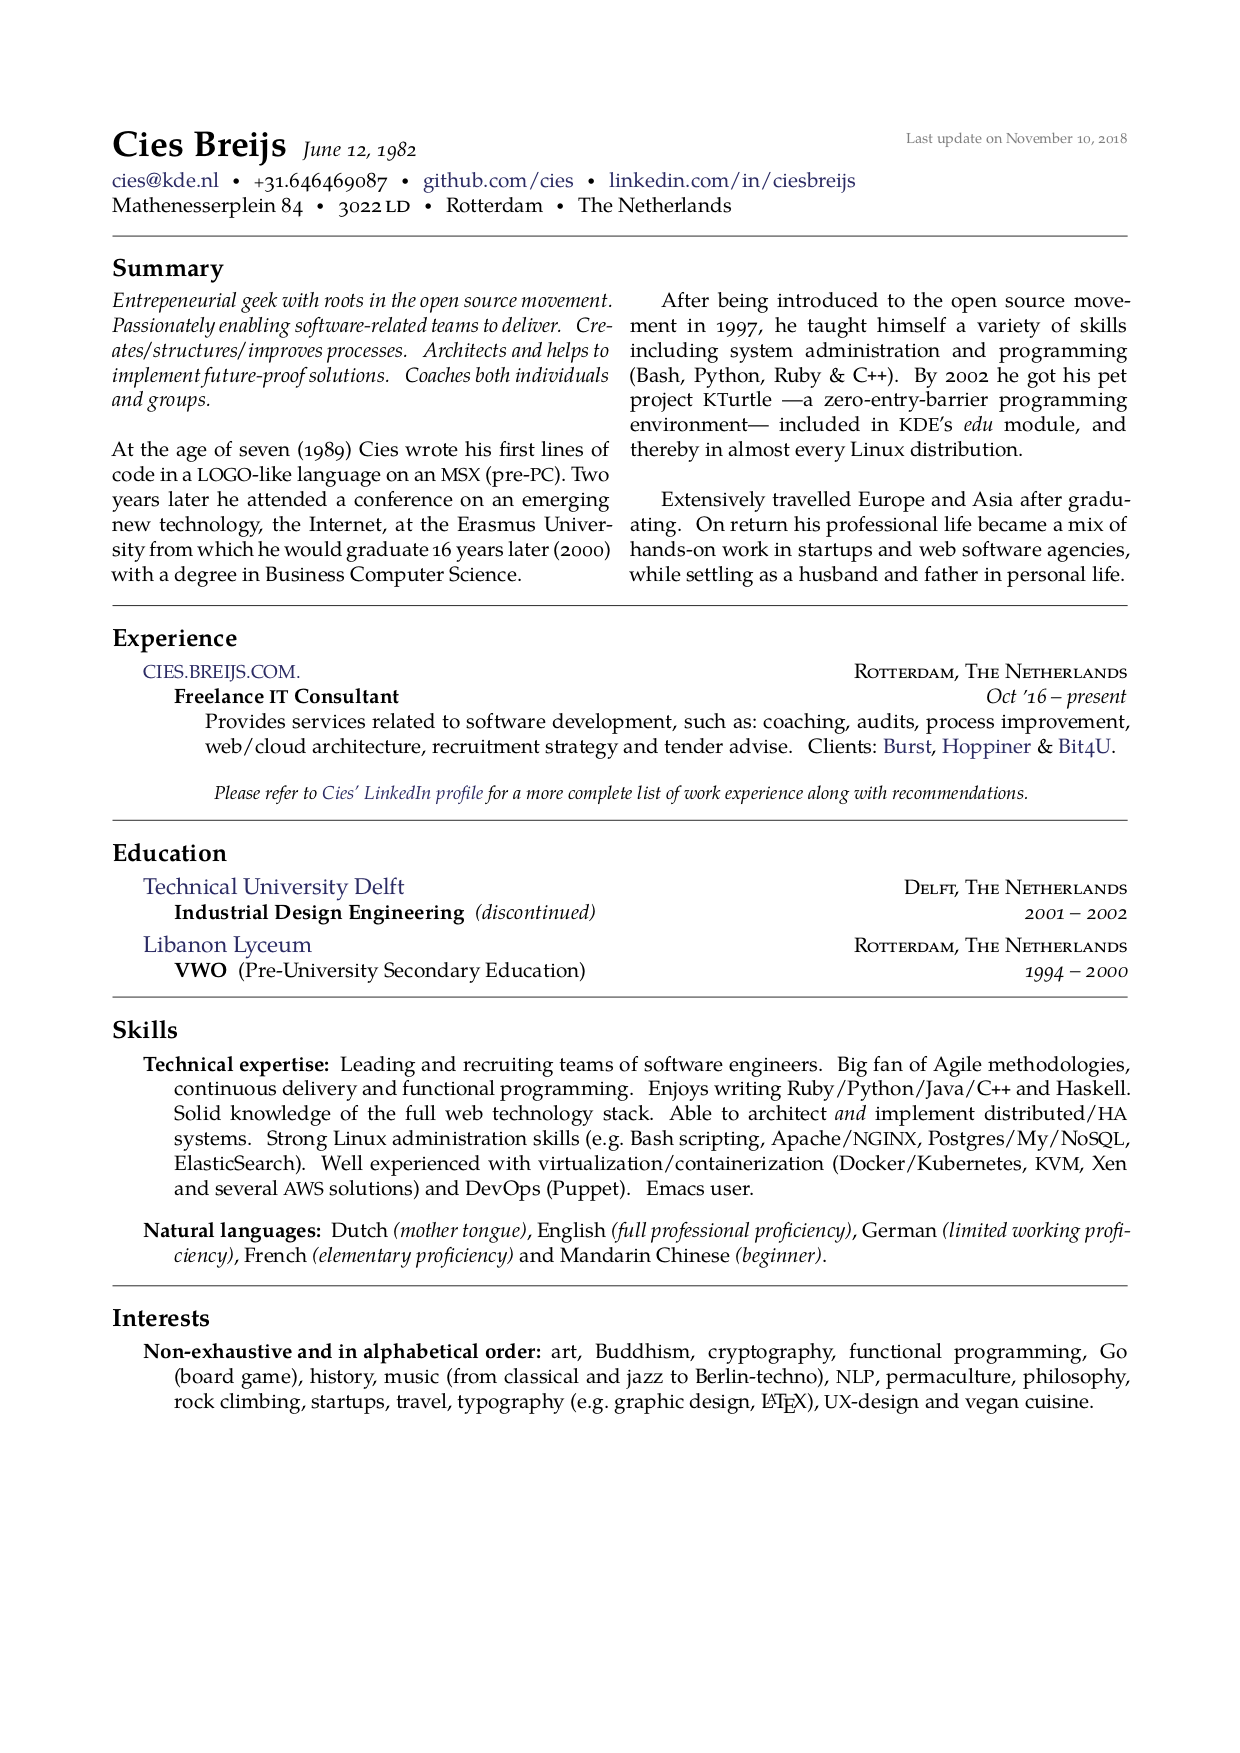 Cies Breijs June 12, 1982
Last update on November 10, 2018
cies@kde.nl • +31.646469087 • github.com/cies • linkedin.com/in/ciesbreijs
Mathenesserplein 84 • 3022 LD • Rotterdam • The Netherlands
Summary
Entrepeneurial geek with roots in the open source movement.
Passionately enabling software-related teams to deliver. Cre-
ates/structures/improves processes. Architects and helps to
implement future-proof solutions. Coaches both individuals
and groups.
At the age of seven (1989) Cies wrote his first lines of
code in a LOGO-like language on an MSX (pre-PC). Two
years later he attended a conference on an emerging
new technology, the Internet, at the Erasmus Univer-
sity from which he would graduate 16 years later (2000)
with a degree in Business Computer Science.
After being introduced to the open source move-
ment in 1997, he taught himself a variety of skills
including system administration and programming
(Bash, Python, Ruby & C++). By 2002 he got his pet
project KTurtle —a zero-entry-barrier programming
environment— included in KDE's edu module, and
thereby in almost every Linux distribution.
Extensively travelled Europe and Asia after gradu-
ating. On return his professional life became a mix of
hands-on work in startups and web software agencies,
while settling as a husband and father in personal life.
Experience
CIES.BREIJS.COM. Rotterdam, The Netherlands
Freelance IT Consultant Oct '16 – present
Provides services related to software development, such as: coaching, audits, process improvement,
web/cloud architecture, recruitment strategy and tender advise. Clients: Burst, Hoppiner & Bit4U.
Please refer to Cies' LinkedIn profile for a more complete list of work experience along with recommendations.
Education
Technical University Delft Delft, The Netherlands
Industrial Design Engineering (discontinued) 2001 – 2002
Libanon Lyceum Rotterdam, The Netherlands
VWO (Pre-University Secondary Education) 1994 – 2000
Skills
Technical expertise: Leading and recruiting teams of software engineers. Big fan of Agile methodologies,
continuous delivery and functional programming. Enjoys writing Ruby/Python/Java/C++ and Haskell.
Solid knowledge of the full web technology stack. Able to architect and implement distributed/HA
systems. Strong Linux administration skills (e.g. Bash scripting, Apache/NGINX, Postgres/My/NoSQL,
ElasticSearch). Well experienced with virtualization/containerization (Docker/Kubernetes, KVM, Xen
and several AWS solutions) and DevOps (Puppet). Emacs user.
Natural languages: Dutch (mother tongue), English (full professional proficiency), German (limited working profi-
ciency), French (elementary proficiency) and Mandarin Chinese (beginner).
Interests
Non-exhaustive and in alphabetical order: art, Buddhism, cryptography, functional programming, Go
(board game), history, music (from classical and jazz to Berlin-techno), NLP, permaculture, philosophy,
rock climbing, startups, travel, typography (e.g. graphic design, LATEX), UX-design and vegan cuisine.